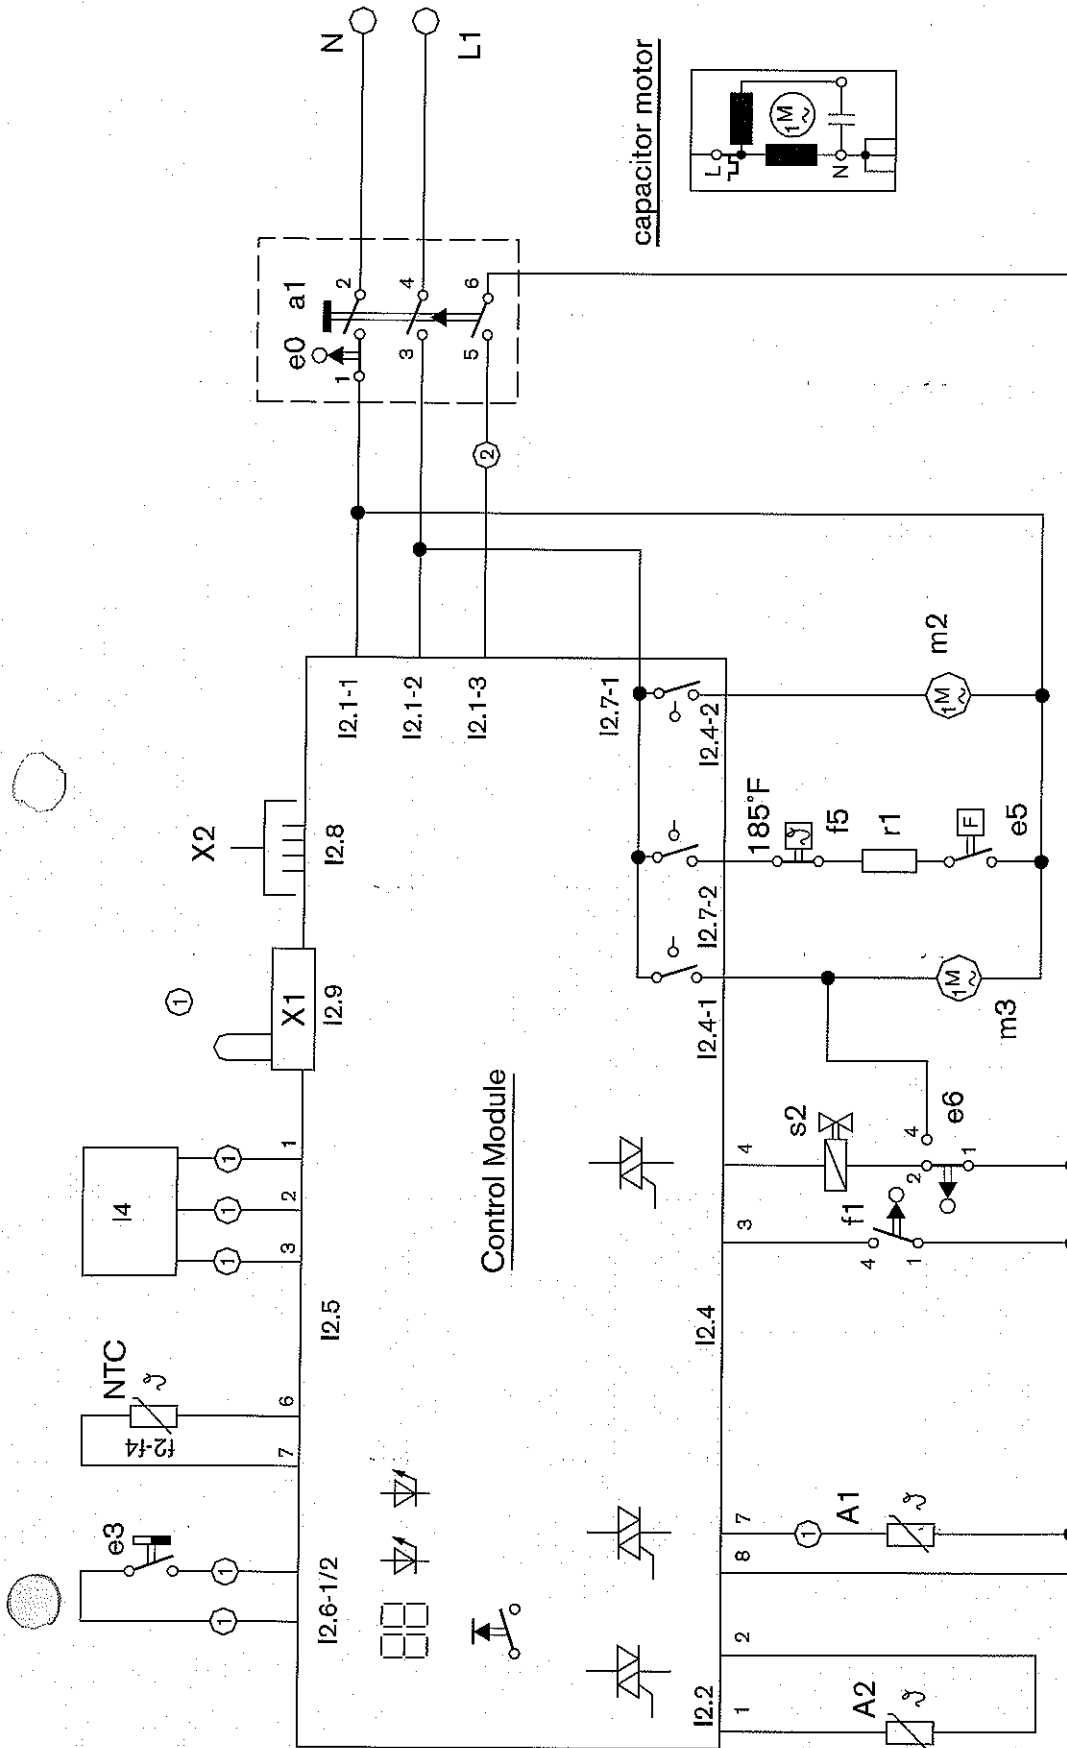 N
L1
capacitor motor
L
N
1M
e0
a1
1
2
3
4
5
6
2
I2.1-1
I2.1-2
I2.1-3
I2.7-1
I2.4-2
m2
1M
X2
I2.8
185°F
f5
r1
F
e5
I2.7-2
X1
I2.9
1
I2.4-1
m3
1M
Control Module
I4
1
1
1
1
2
3
I2.5
s2
e6
4
2
1
4
3
f1
4
1
I2.4
NTC
f2-f4
6
7
e3
1
1
I2.6-1/2
7
8
1
A1
2
1
I2.2
A2